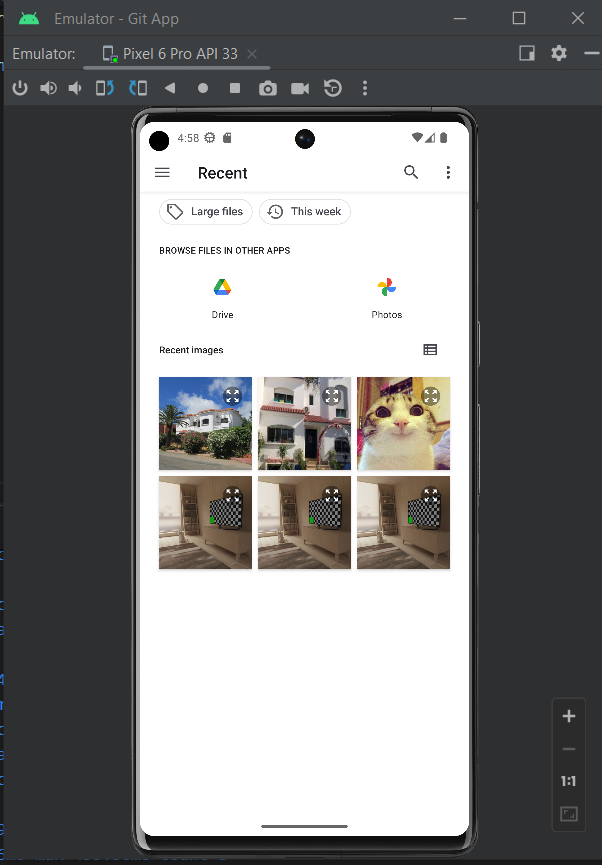 Emulator - Git App
Emulator:
Pixel 6 Pro API 33
4:58
Recent
Large files
This week
BROWSE FILES IN OTHER APPS
Drive
Photos
Recent images
1:1